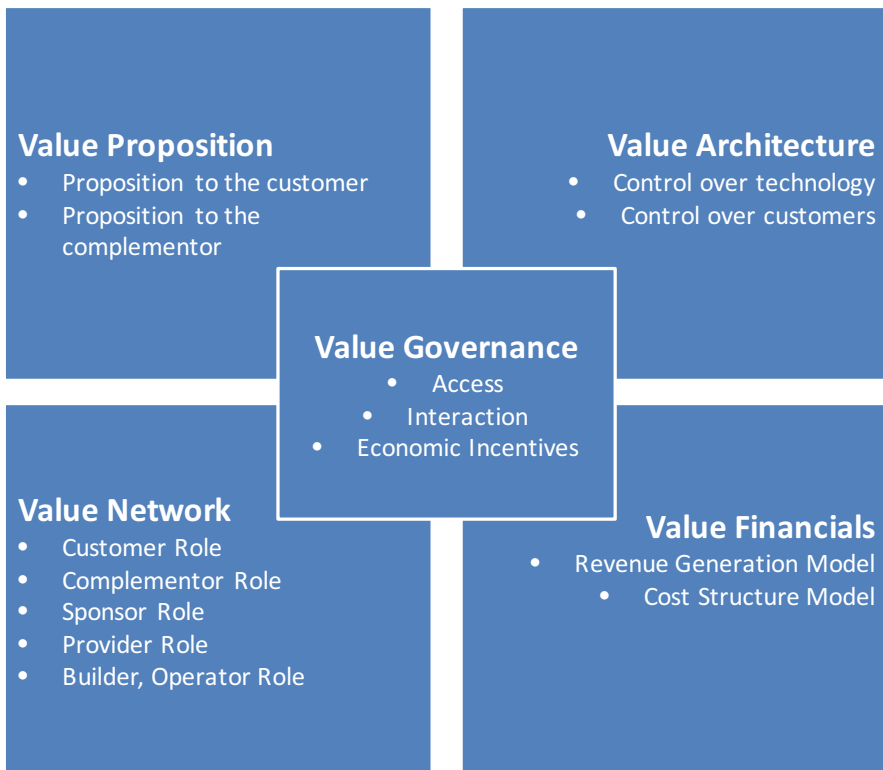 Value Proposition
• Proposition to the customer
• Proposition to the
complementor
Value Architecture
• Control over technology
• Control over customers
Value Governance
• Access
• Interaction
• Economic Incentives
Value Network
• Customer Role
• Complementor Role
• Sponsor Role
• Provider Role
• Builder, Operator Role
Value Financials
• Revenue Generation Model
• Cost Structure Model